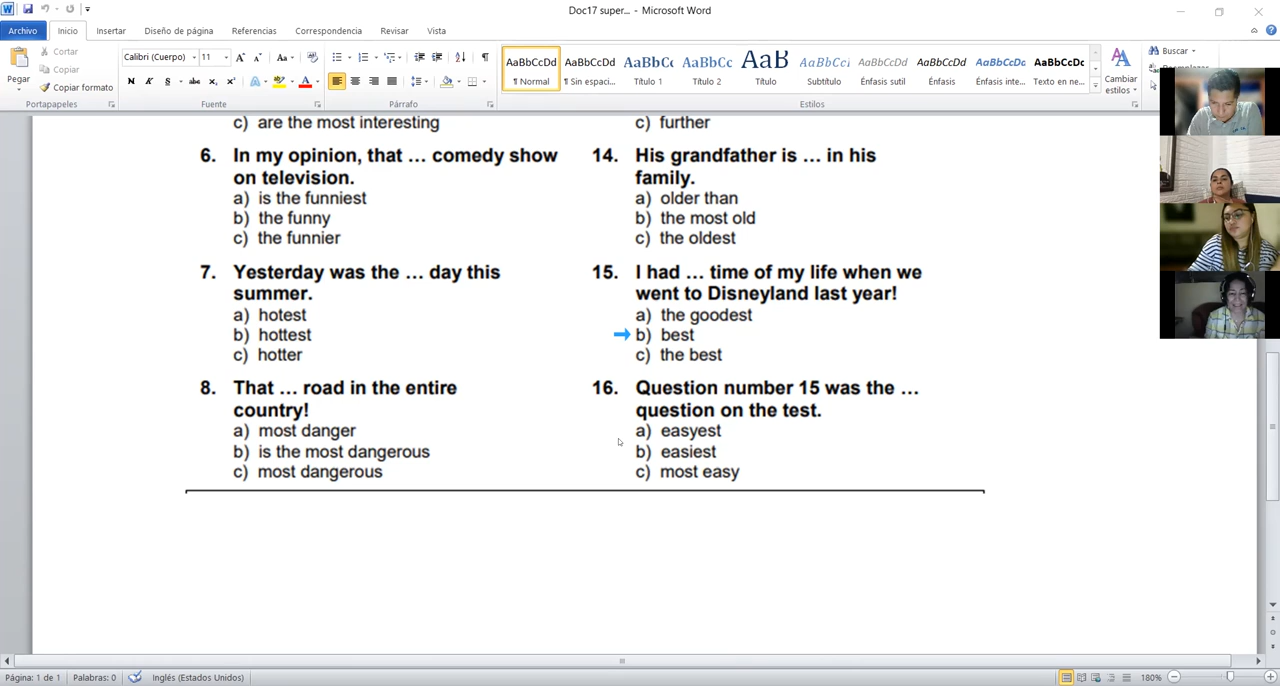 Doc17 super... - Microsoft Word
Archivo Inicio Insertar Diseño de página Referencias Correspondencia Revisar Vista
Pegar
Cortar
Copiar
Copiar formato
Portapapeles
Calibri (Cuerpo) 11
Fuente
Párrafo
AaBbCcDd AaBbCcDd AaBbCc AaBbCc AaB AaBbCcl AaBbCcDd AaBbCcDd AaBbCcDc AaBbCcDc
¶ Normal ¶ Sin espaci... Título 1 Título 2 Título Subtítulo Énfasis sutil Énfasis Énfasis inte... Texto en ne...
Estilos
Cambiar estilos
Buscar
c) are the most interesting
6. In my opinion, that ... comedy show
on television.
a) is the funniest
b) the funny
c) the funnier
7. Yesterday was the ... day this
summer.
a) hotest
b) hottest
c) hotter
8. That ... road in the entire
country!
a) most danger
b) is the most dangerous
c) most dangerous
c) further
14. His grandfather is ... in his
family.
a) older than
b) the most old
c) the oldest
15. I had ... time of my life when we
went to Disneyland last year!
a) the goodest
b) best
c) the best
16. Question number 15 was the ...
question on the test.
a) easyest
b) easiest
c) most easy
Página: 1 de 1 Palabras: 0 Inglés (Estados Unidos) 180%